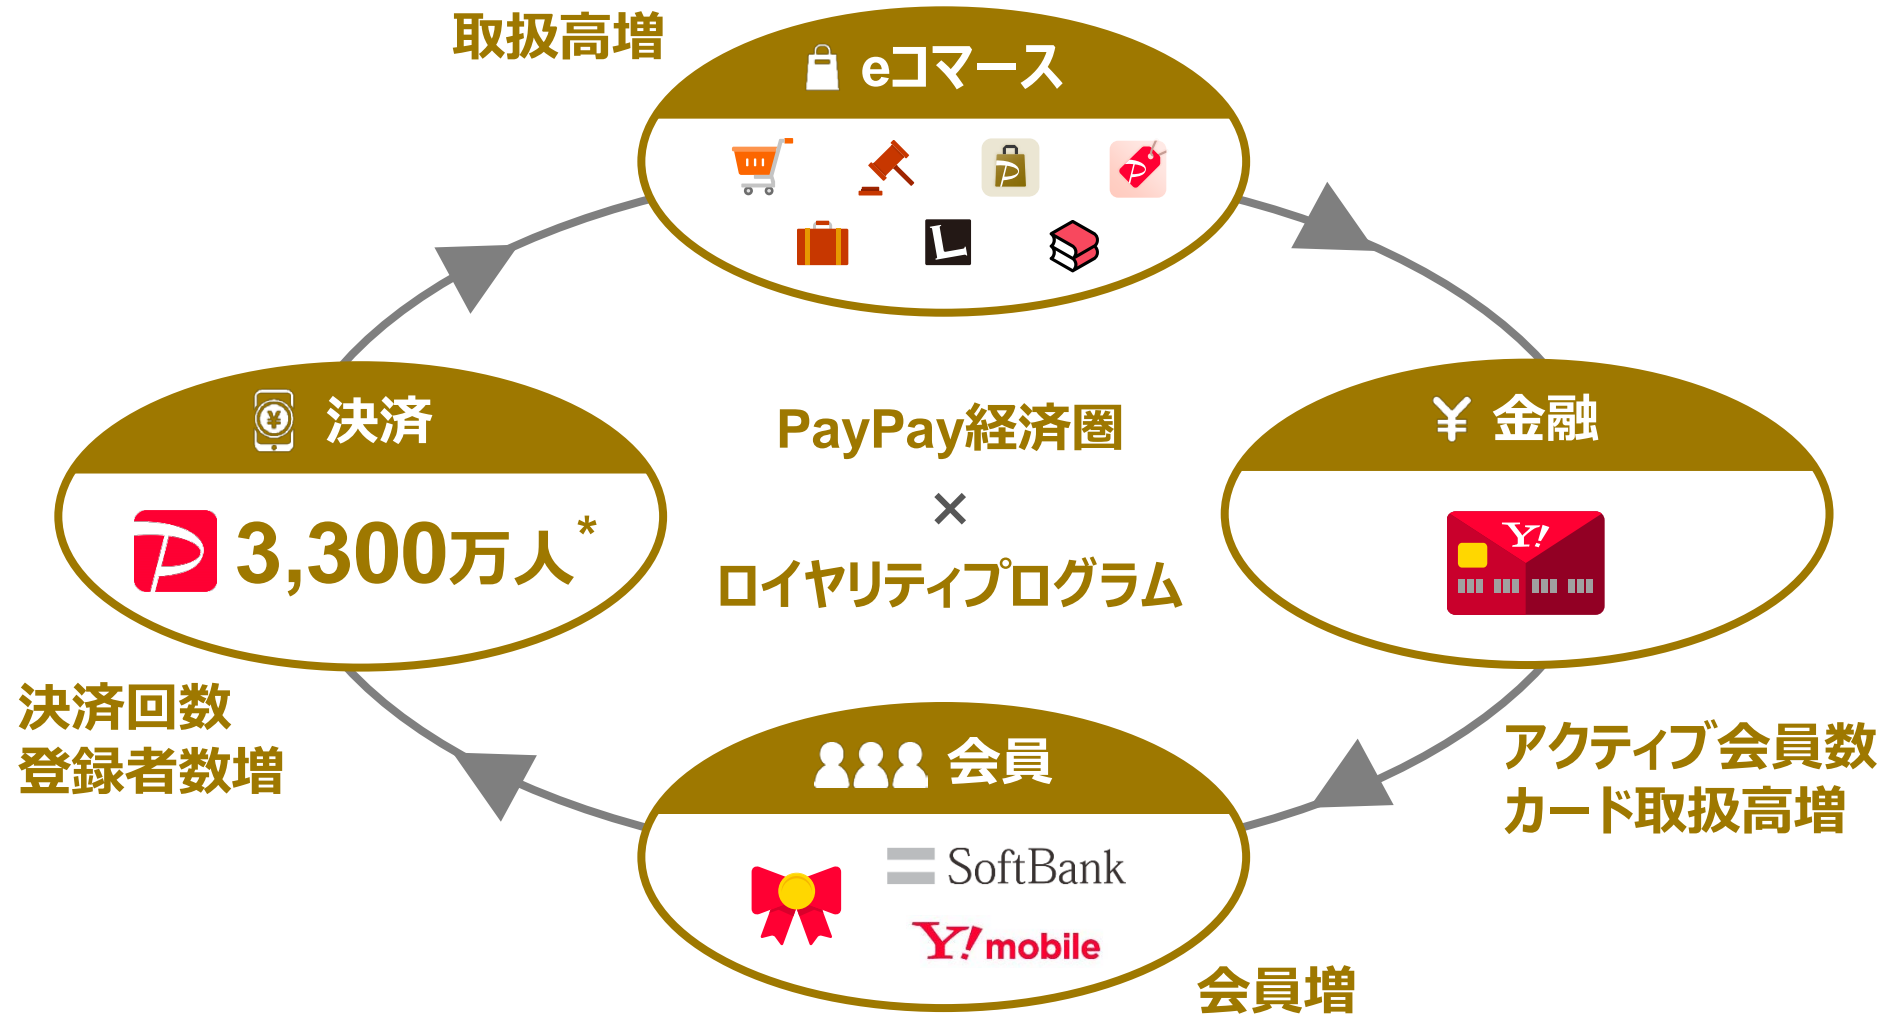 取扱高増
eコマース
決済
3,300万人*
PayPay経済圏
×
ロイヤリティプログラム
¥ 金融
Y!
決済回数
登録者数増
アクティブ会員数
カード取扱高増
会員
SoftBank
Y!mobile
会員増